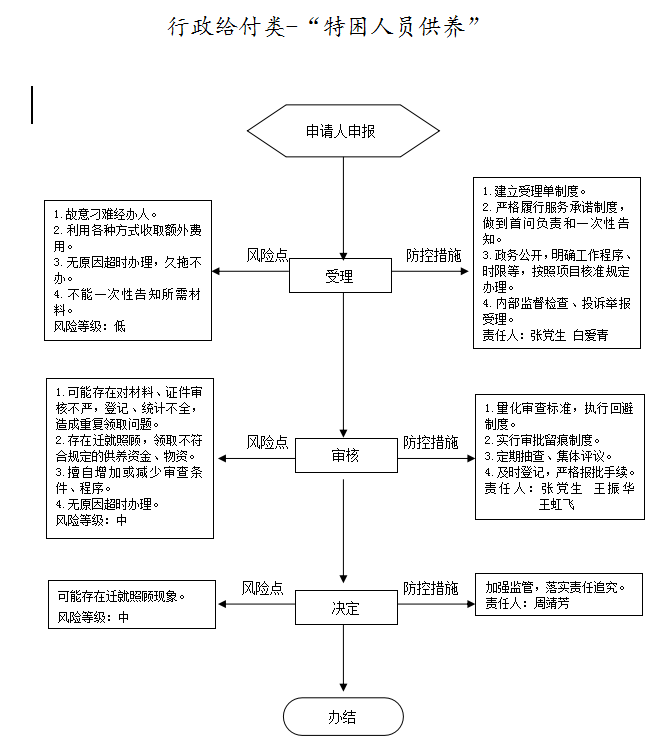 行政给付类-“特困人员供养”
申请人申报
1.故意刁难经办人。
2.利用各种方式收取额外费
用。
3.无原因超时办理，久拖不
办。
4.不能一次性告知所需材
料。
风险等级：低
风险点
受理
防控措施
1.建立受理单制度。
2.严格履行服务承诺制度，
做到首问负责和一次性告
知。
3.政务公开，明确工作程序、
时限等，按照项目核准规定
办理。
4.内部监督检查、投诉举报
受理。
责任人：张党生 白爱青
1.可能存在对材料、证件审
核不严，登记、统计不全，
造成重复领取问题。
2.存在迁就照顾，领取不符
合规定的供养资金、物资。
3.擅自增加或减少审查条
件、程序。
4.无原因超时办理。
风险等级：中
风险点
审核
防控措施
1.量化审查标准，执行回避
制度。
2.实行审批留痕制度。
3.定期抽查、集体评议。
4.及时登记，严格报批手续。
责任人：张党生 王振华
王虹飞
可能存在迁就照顾现象。
风险等级：中
风险点
决定
防控措施
加强监管，落实责任追究。
责任人：周靖芳
办结